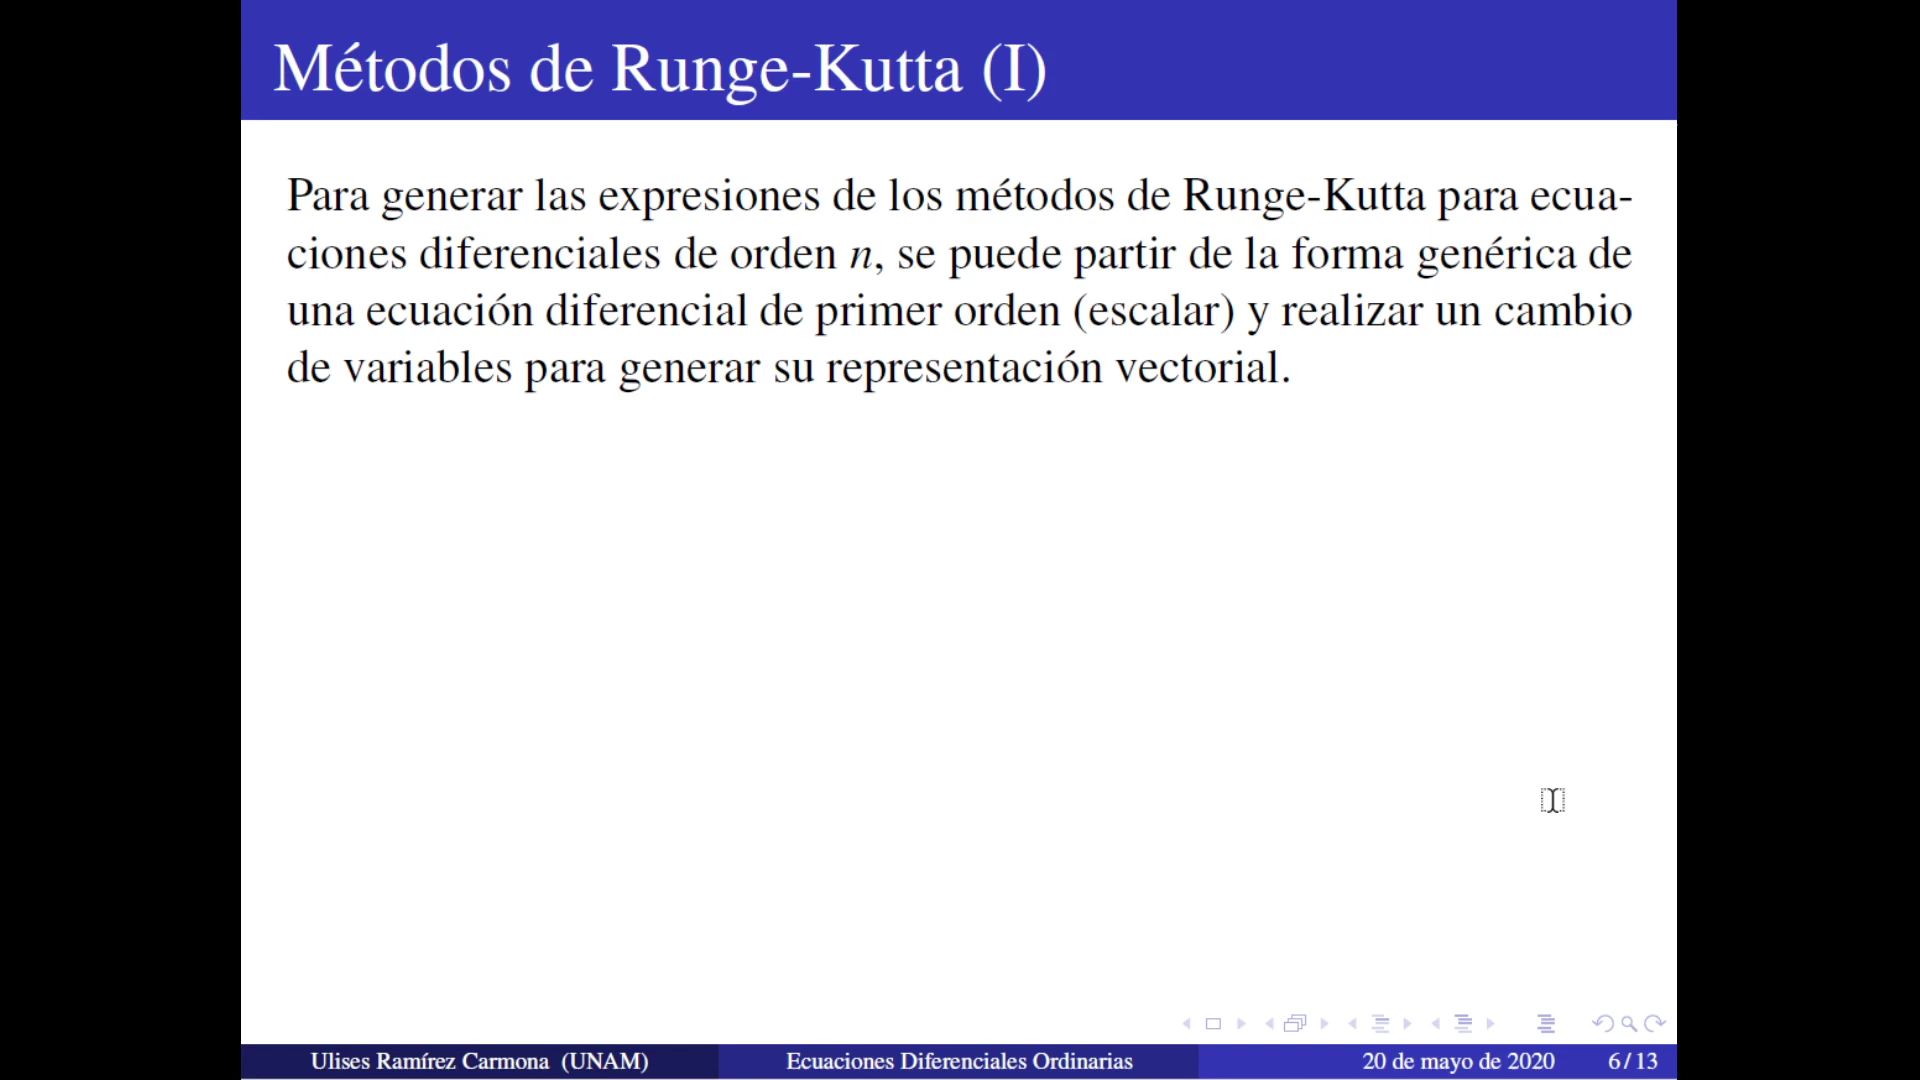 Métodos de Runge-Kutta (I)
Para generar las expresiones de los métodos de Runge-Kutta para ecua-
ciones diferenciales de orden n, se puede partir de la forma genérica de
una ecuación diferencial de primer orden (escalar) y realizar un cambio
de variables para generar su representación vectorial.
Ulises Ramírez Carmona (UNAM) Ecuaciones Diferenciales Ordinarias 20 de mayo de 2020 6/13